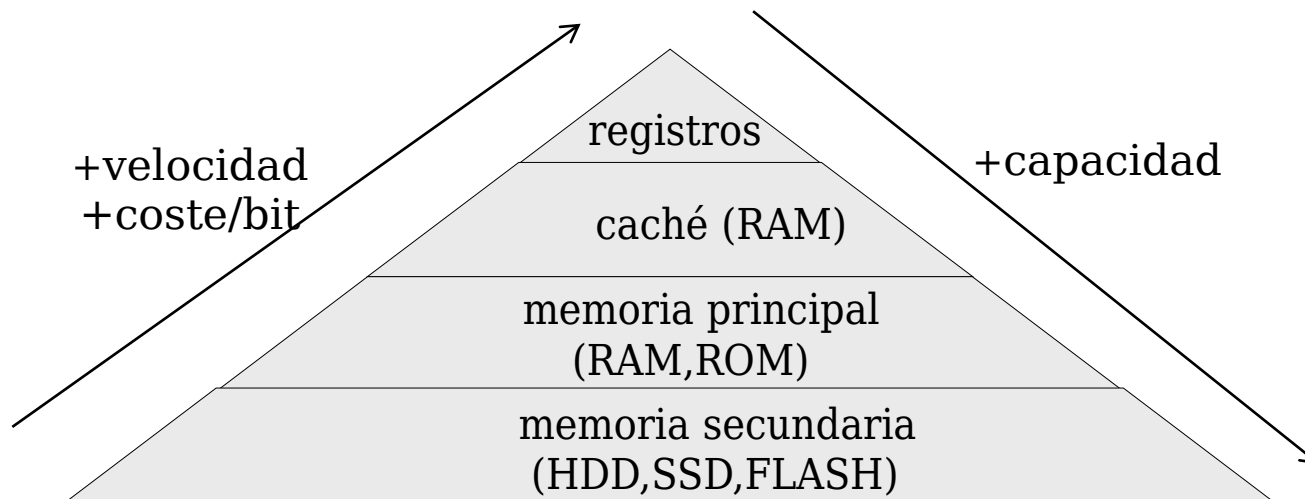 registros
+velocidad
+coste/bit
+capacidad
caché (RAM)
memoria principal
(RAM,ROM)
memoria secundaria
(HDD,SSD,FLASH)